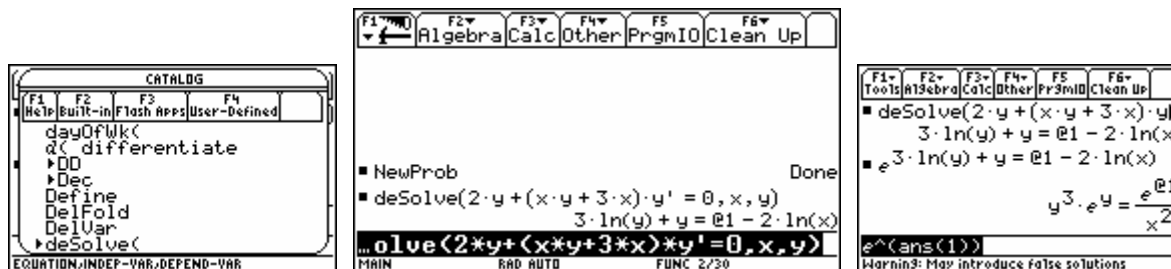 CATALOG
F1 F2 F3 F4
Help Built-in Flash Apps User-Defined
dayOfWk(
d( differentiate
▸DD
▸Dec
Define
DelFold
DelVar
▸deSolve(
EQUATION,INDEP-VAR,DEPEND-VAR
F1▾ F2▾ F3▾ F4▾ F5 F6▾
Algebra Calc Other PrgmIO Clean Up
▪ NewProb Done
▪ deSolve(2·y + (x·y + 3·x)·y' = 0, x, y)
3·ln(y) + y = @1 - 2·ln(x)
…olve(2*y+(x*y+3*x)*y'=0,x,y)
MAIN RAD AUTO FUNC 2/30
F1▾ F2▾ F3▾ F4▾ F5 F6▾
Tools Algebra Calc Other PrgmIO Clean Up
▪ deSolve(2·y + (x·y + 3·x)·y
3·ln(y) + y = @1 - 2·ln(x
▪ e^3·ln(y) + y = @1 - 2·ln(x)
y^3·e^y = e^@1/x^2
e^(ans(1))
Warning: May introduce false solutions